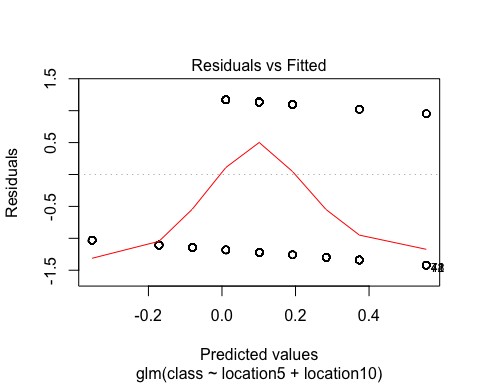 Residuals vs Fitted
Residuals
1.5
0.5
-0.5
-1.5
-0.2
0.0
0.2
0.4
Predicted values
glm(class ~ location5 + location10)